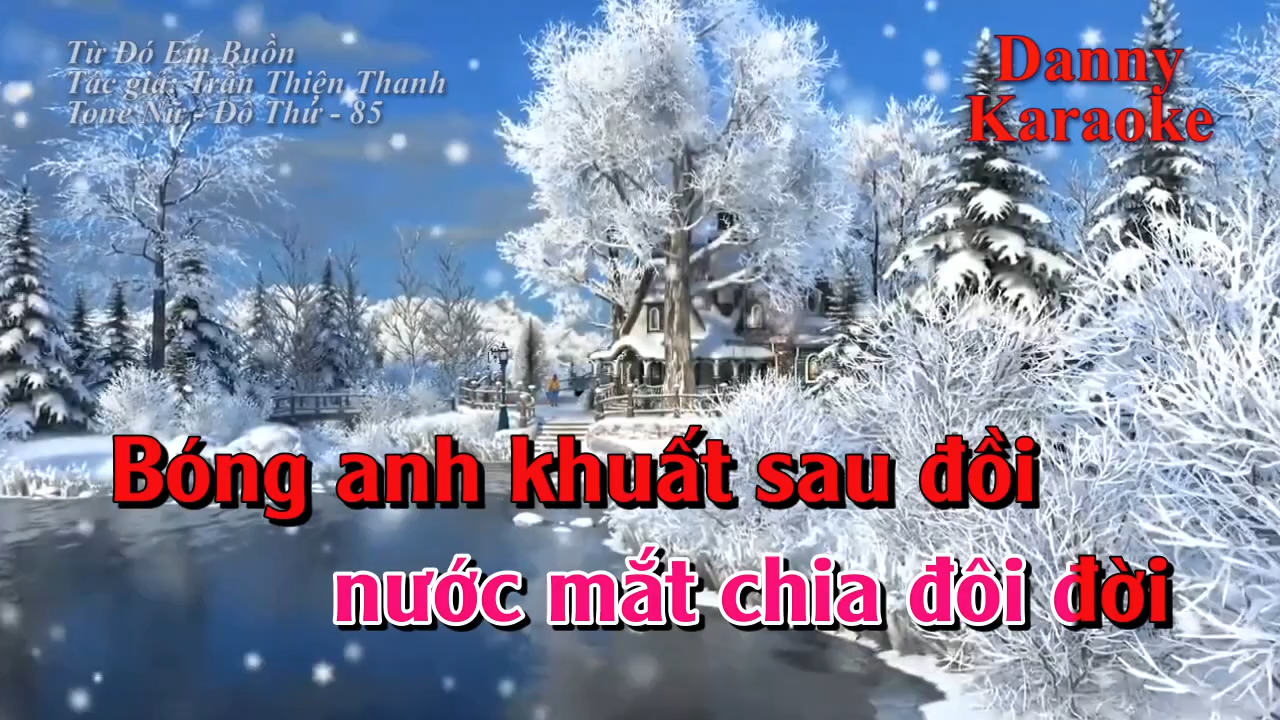 Từ Đó Em Buồn
Tác giả: Trần Thiện Thanh
Tone Nữ - Đô Thứ - 85
Danny
Karaoke
Bóng anh khuất sau đồi
nước mắt chia đôi đời